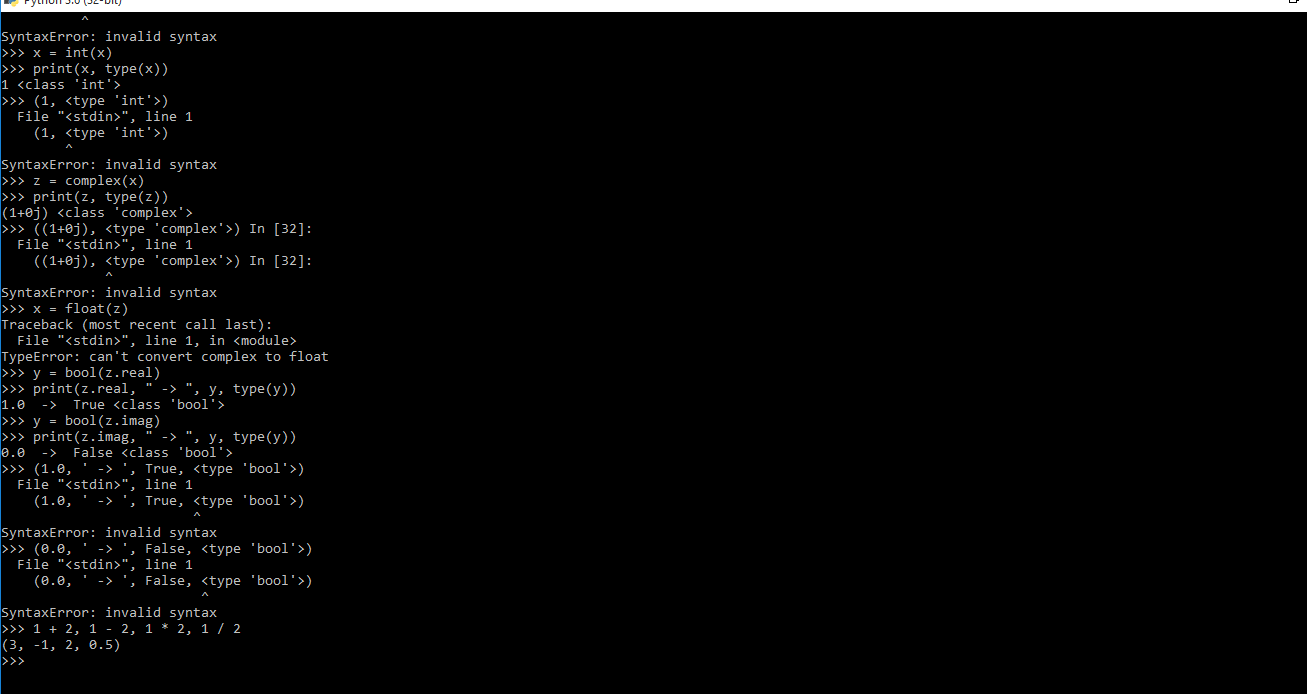 Python 3.6 (32-bit)
^
SyntaxError: invalid syntax
>>> x = int(x)
>>> print(x, type(x))
1 <class 'int'>
>>> (1, <type 'int'>)
  File "<stdin>", line 1
    (1, <type 'int'>)
        ^
SyntaxError: invalid syntax
>>> z = complex(x)
>>> print(z, type(z))
(1+0j) <class 'complex'>
>>> ((1+0j), <type 'complex'>) In [32]:
  File "<stdin>", line 1
    ((1+0j), <type 'complex'>) In [32]:
             ^
SyntaxError: invalid syntax
>>> x = float(z)
Traceback (most recent call last):
  File "<stdin>", line 1, in <module>
TypeError: can't convert complex to float
>>> y = bool(z.real)
>>> print(z.real, " -> ", y, type(y))
1.0  ->  True <class 'bool'>
>>> y = bool(z.imag)
>>> print(z.imag, " -> ", y, type(y))
0.0  ->  False <class 'bool'>
>>> (1.0, ' -> ', True, <type 'bool'>)
  File "<stdin>", line 1
    (1.0, ' -> ', True, <type 'bool'>)
                        ^
SyntaxError: invalid syntax
>>> (0.0, ' -> ', False, <type 'bool'>)
  File "<stdin>", line 1
    (0.0, ' -> ', False, <type 'bool'>)
                         ^
SyntaxError: invalid syntax
>>> 1 + 2, 1 - 2, 1 * 2, 1 / 2
(3, -1, 2, 0.5)
>>>